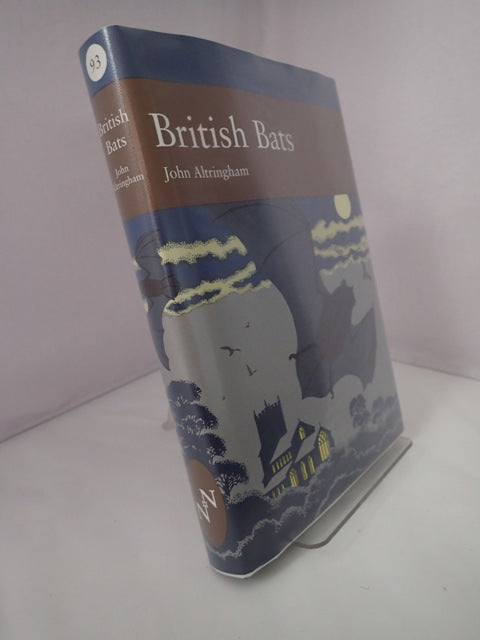 93
British
Bats
John
Altringham
NN
British Bats
John Altringham